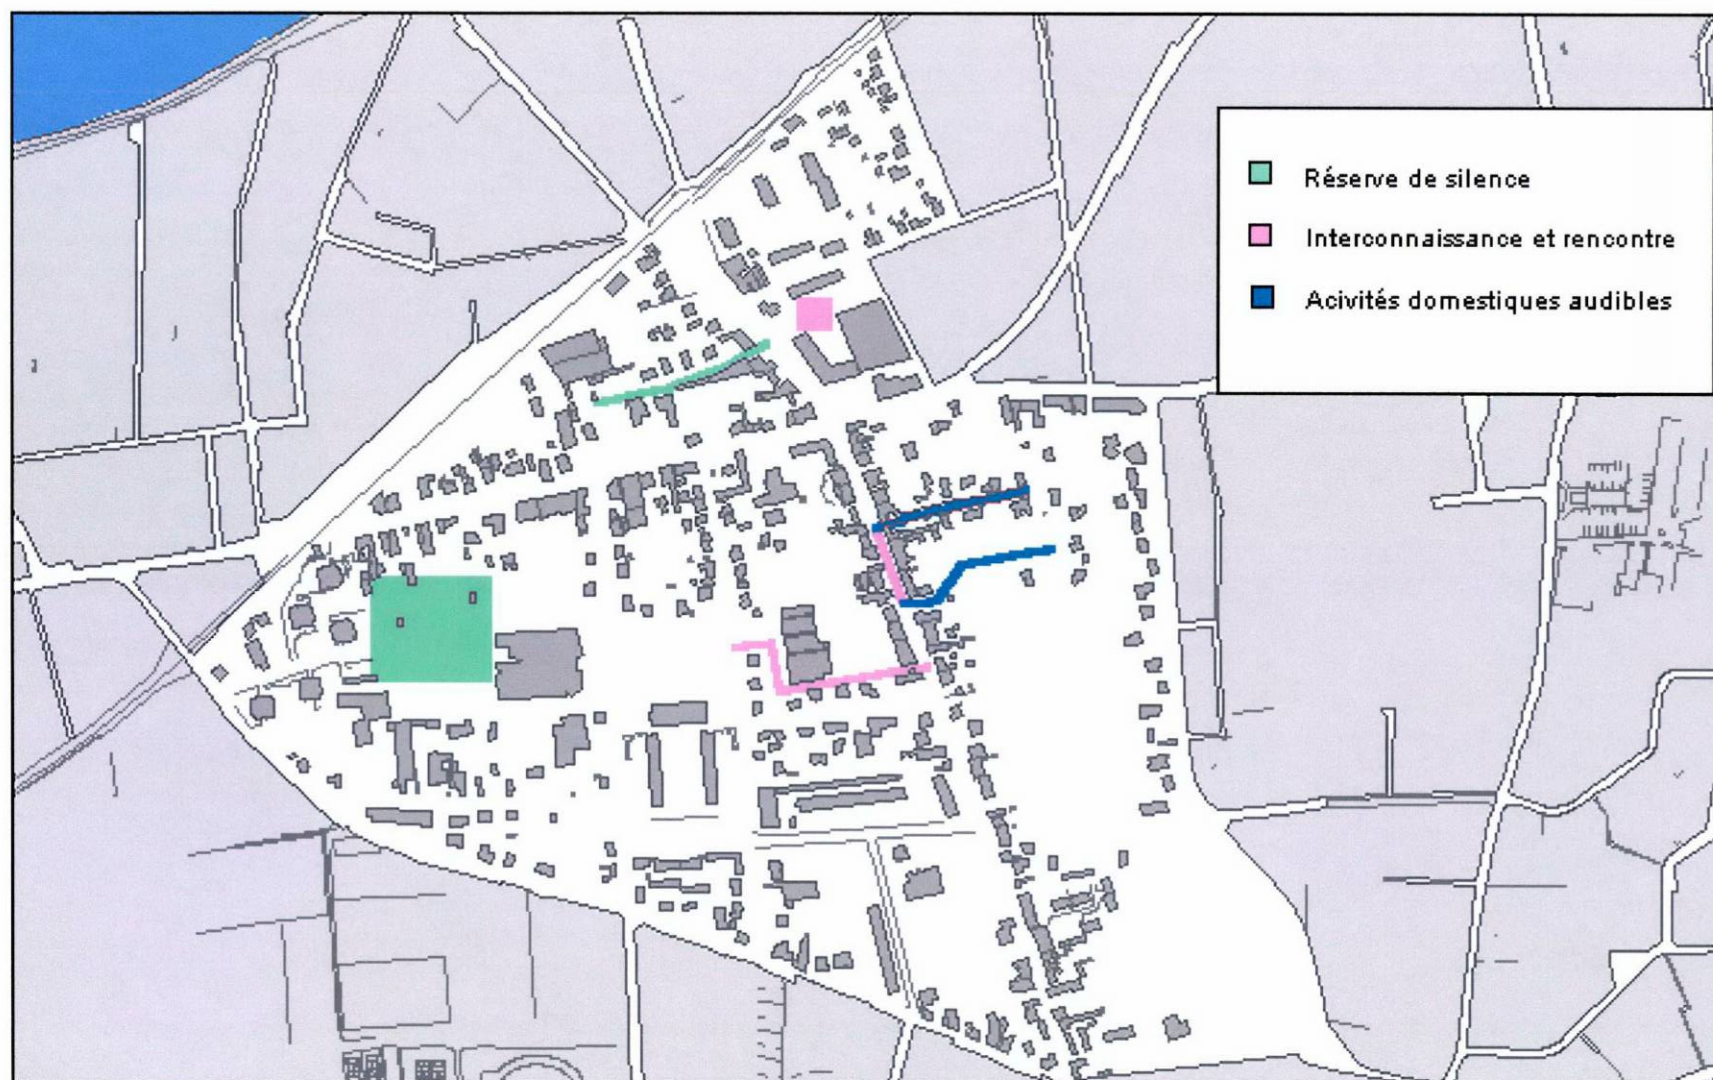 Réserve de silence
Interconnaissance et rencontre
Acivités domestiques audibles